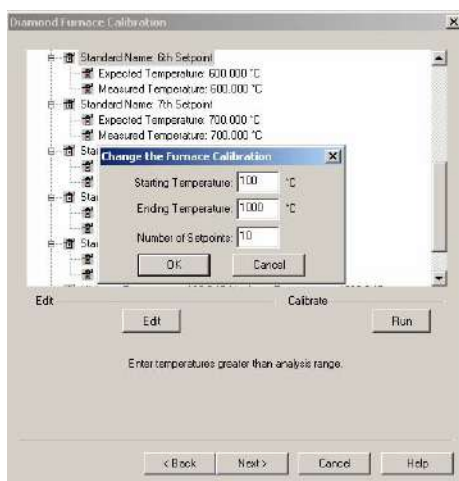 Diamond Furnace Calibration
Standard Name: 6th Setpoint
Expected Temperature: 600.000 °C
Measured Temperature: 600.000 °C
Standard Name: 7th Setpoint
Expected Temperature: 700.000 °C
Measured Temperature: 700.000 °C
Sta
Change the Furnace Calibration
Starting Temperature: 100 °C
Sta
Ending Temperature: 1000 °C
Number of Setpoints: 10
Sta
OK Cancel
Edit Calibrate
Edit Run
Enter temperatures greater than analysis range.
< Back Next > Cancel Help